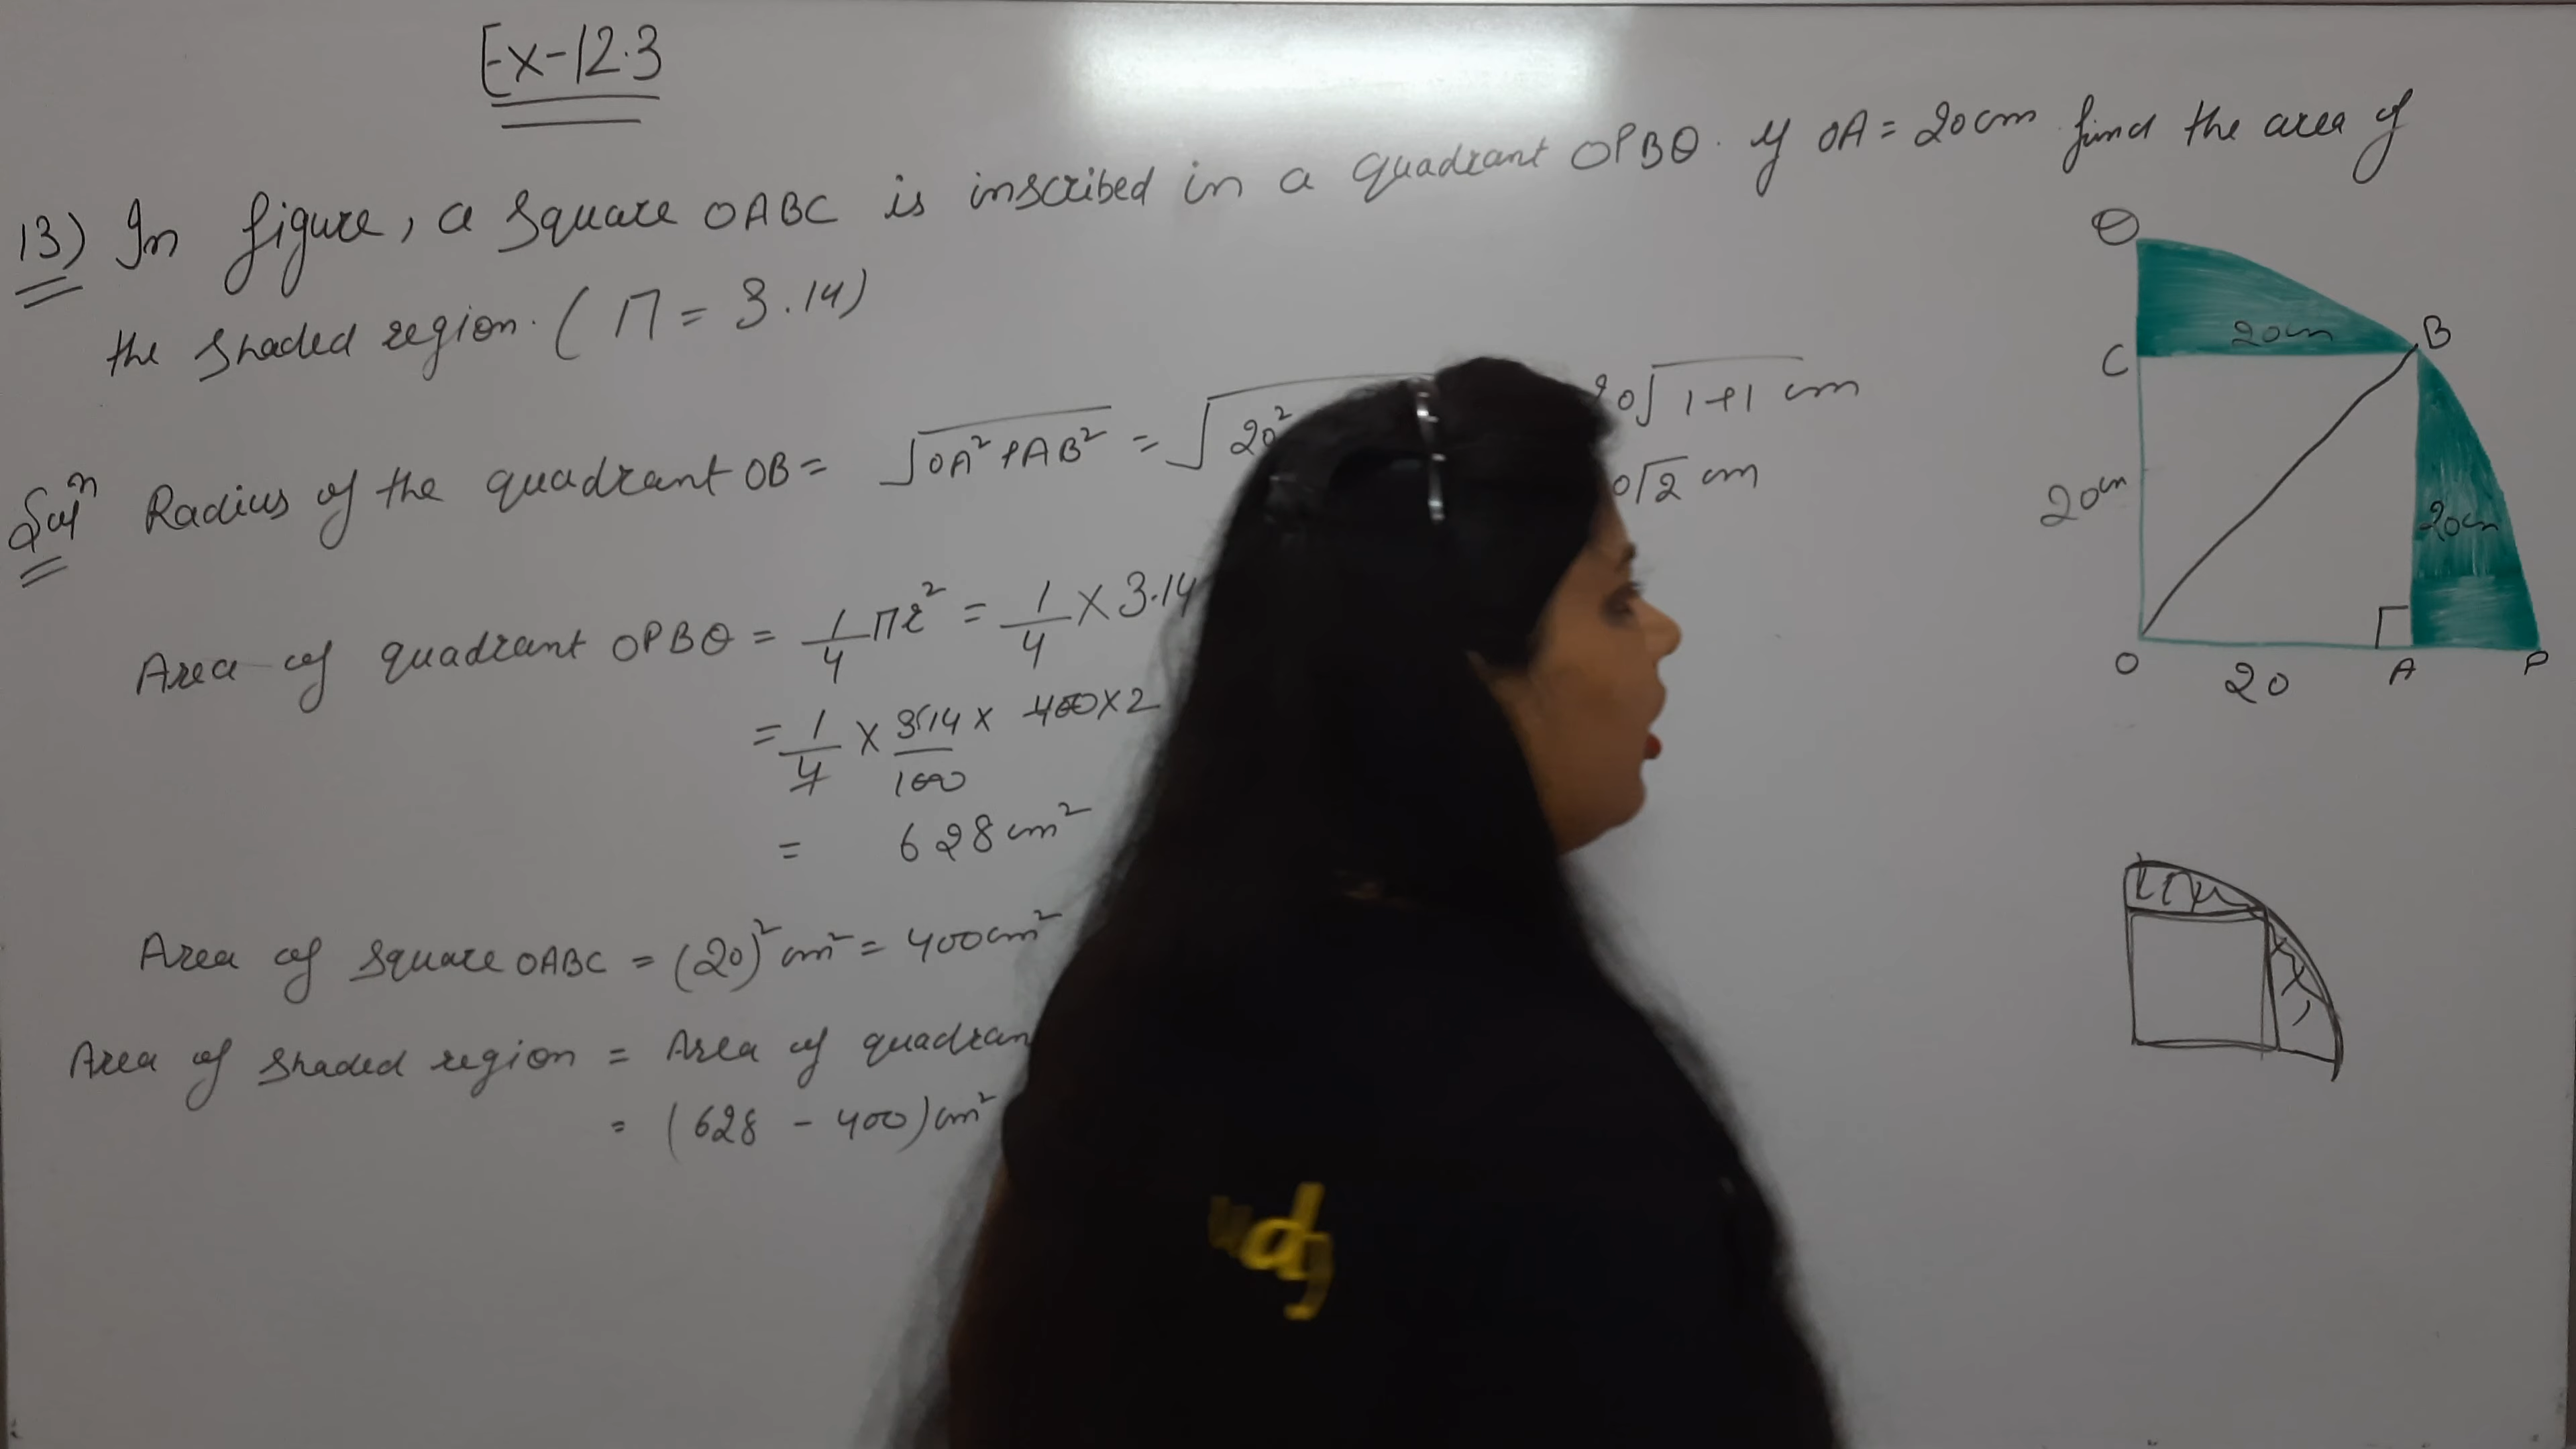 Ex-12.3
13) In figure, a square OABC is inscribed in a quadrant OPBQ. If OA = 20cm find the area of
the shaded region. (Π = 3.14)
Solⁿ Radius of the quadrant OB = √OA² + AB² = √20² 0√1+1 cm
0√2 cm
Area of quadrant OPBQ = 1/4 Πr² = 1/4 × 3.14
= 1/4 × 314/100 × 400×2
= 628 cm²
Area of square OABC = (20)² cm² = 400cm²
Area of shaded region = Area of quadran
= (628 - 400) cm²
Q
20cm B
C
20cm
20cm
O 20 A P